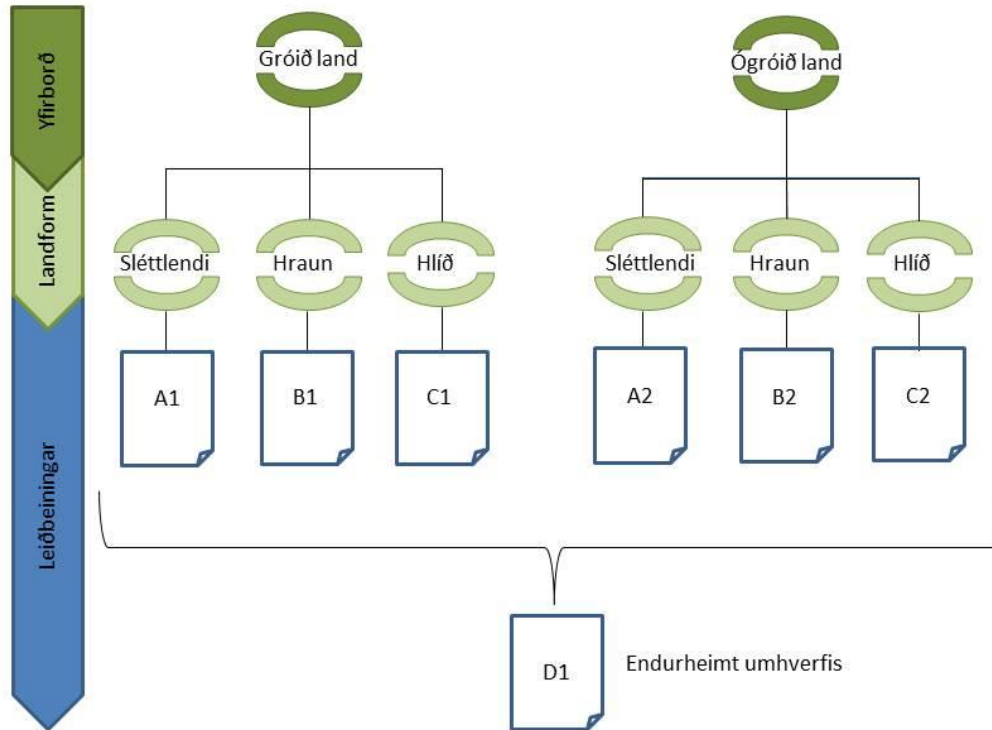 Yfirborð
Landform
Leiðbeiningar
Gróið land
Ógróið land
Sléttlendi
Hraun
Hlíð
Sléttlendi
Hraun
Hlíð
A1
B1
C1
A2
B2
C2
D1
Endurheimt umhverfis